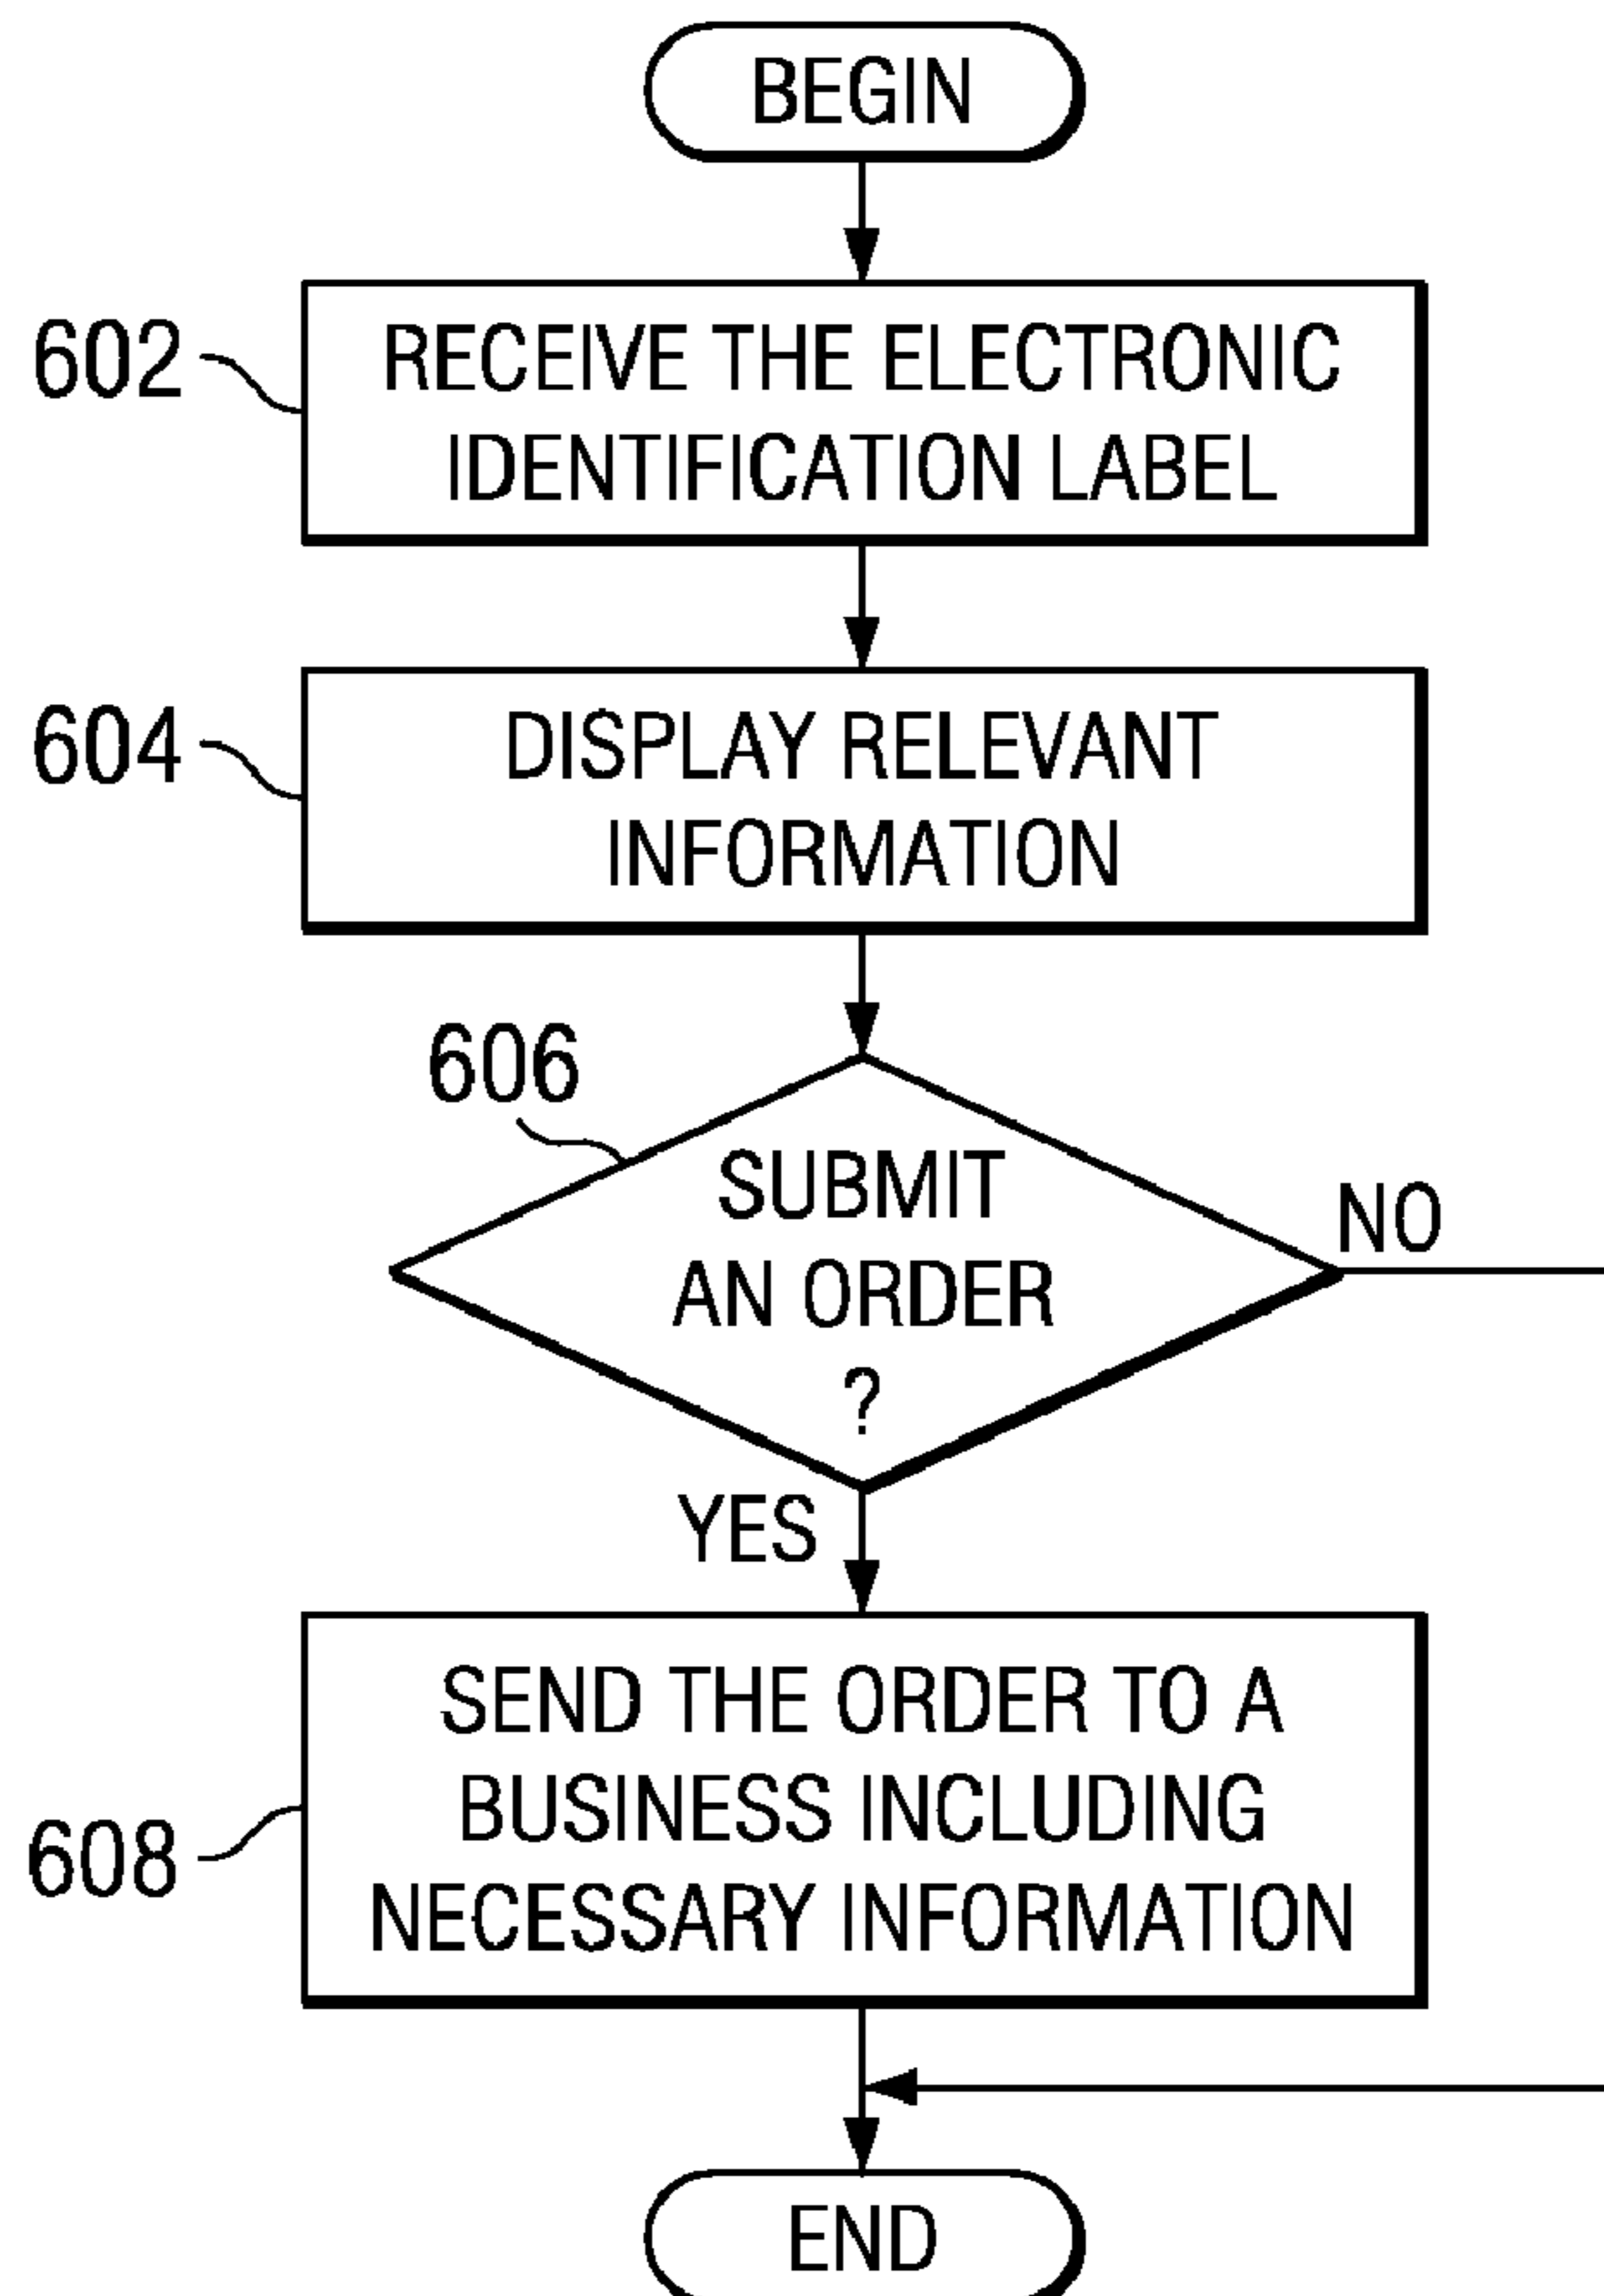 BEGIN
602
RECEIVE THE ELECTRONIC
IDENTIFICATION LABEL
604
DISPLAY RELEVANT
INFORMATION
606
SUBMIT
AN ORDER
?
NO
YES
608
SEND THE ORDER TO A
BUSINESS INCLUDING
NECESSARY INFORMATION
END